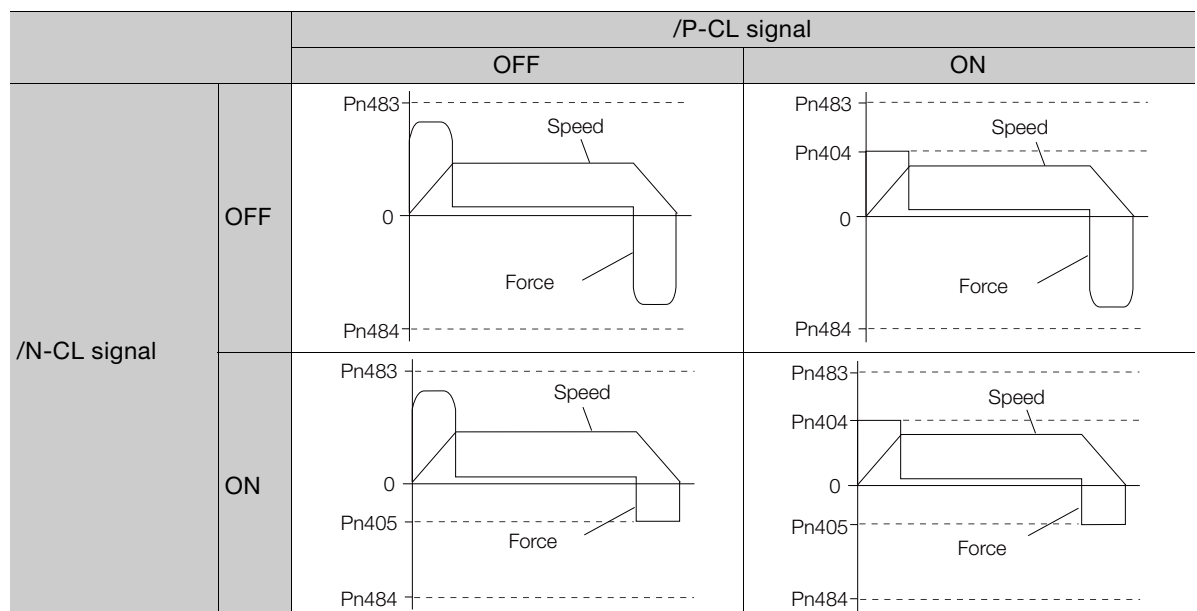 /P-CL signal
OFF
ON
/N-CL signal
OFF
Pn483
Speed
0
Force
Pn484
Pn483
Speed
Pn404
0
Force
Pn484
ON
Pn483
Speed
0
Pn405
Force
Pn484
Pn483
Speed
Pn404
0
Pn405
Force
Pn484